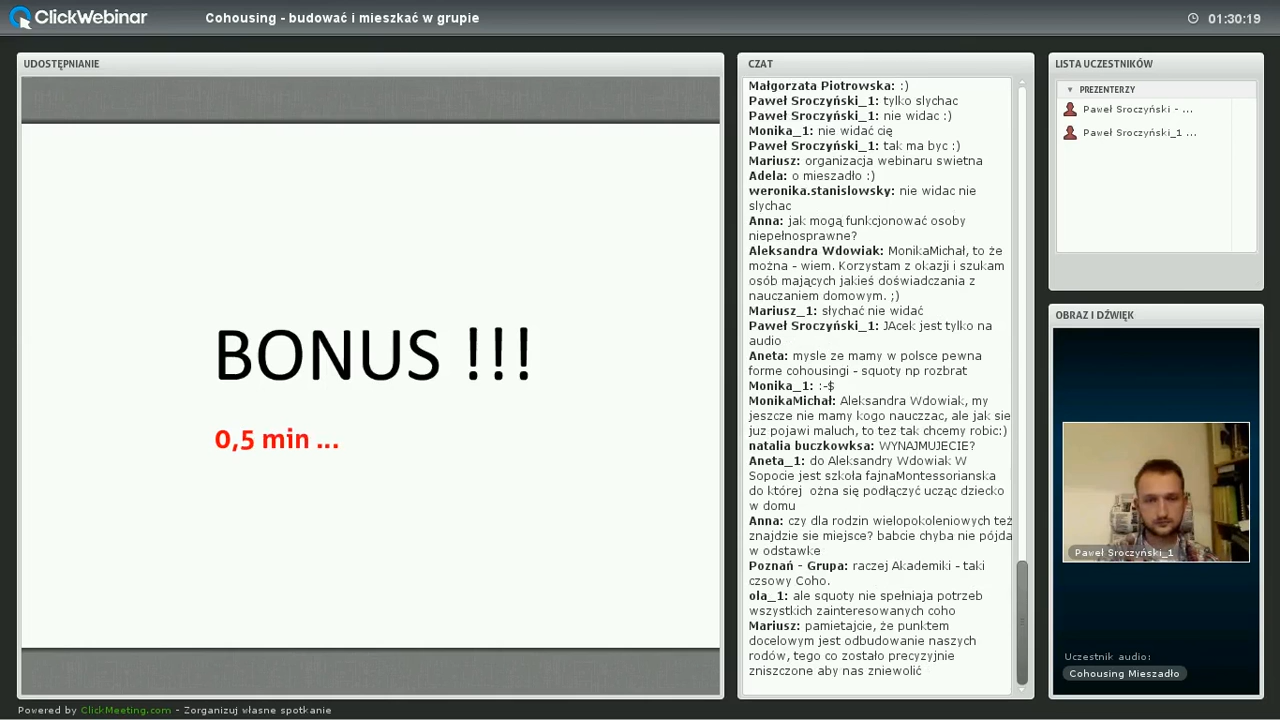 ClickWebinar
Cohousing - budować i mieszkać w grupie
01:30:19
UDOSTĘPNIANIE
BONUS !!!
0,5 min ...
CZAT
Małgorzata Piotrowska: :)
Paweł Sroczyński_1: tylko slychac
Paweł Sroczyński_1: nie widac :)
Monika_1: nie widać cię
Paweł Sroczyński_1: tak ma byc :)
Mariusz: organizacja webinaru swietna
Adela: o mieszadło :)
weronika.stanislowsky: nie widac nie
slychac
Anna: jak mogą funkcjonować osoby
niepełnosprawne?
Aleksandra Wdowiak: MonikaMichał, to że
można - wiem. Korzystam z okazji i szukam
osób mających jakieś doświadczania z
nauczaniem domowym. ;)
Mariusz_1: słychać nie widać
Paweł Sroczyński_1: JAcek jest tylko na
audio
Aneta: mysle ze mamy w polsce pewna
forme cohousingi - squoty np rozbrat
Monika_1: :-$
MonikaMichał: Aleksandra Wdowiak, my
jeszcze nie mamy kogo nauczzac, ale jak sie
juz pojawi maluch, to tez tak chcemy robic:)
natalia buczkowksa: WYNAJMUJECIE?
Aneta_1: do Aleksandry Wdowiak W
Sopocie jest szkoła fajnaMontessorianska
do której ożna się podłączyć ucząc dziecko
w domu
Anna: czy dla rodzin wielopokoleniowych też
znajdzie sie miejsce? babcie chyba nie pójda
w odstawke
Poznań - Grupa: raczej Akademiki - taki
czsowy Coho.
ola_1: ale squoty nie spełniaja potrzeb
wszystkich zainteresowanych coho
Mariusz: pamietajcie, że punktem
docelowym jest odbudowanie naszych
rodów, tego co zostało precyzyjnie
zniszczone aby nas zniewolić
LISTA UCZESTNIKÓW
PREZENTERZY
Paweł Sroczyński - ...
Paweł Sroczyński_1 ...
OBRAZ I DŹWIĘK
Paweł Sroczyński_1
Uczestnik audio:
Cohousing Mieszadło
Powered by ClickMeeting.com - Zorganizuj własne spotkanie